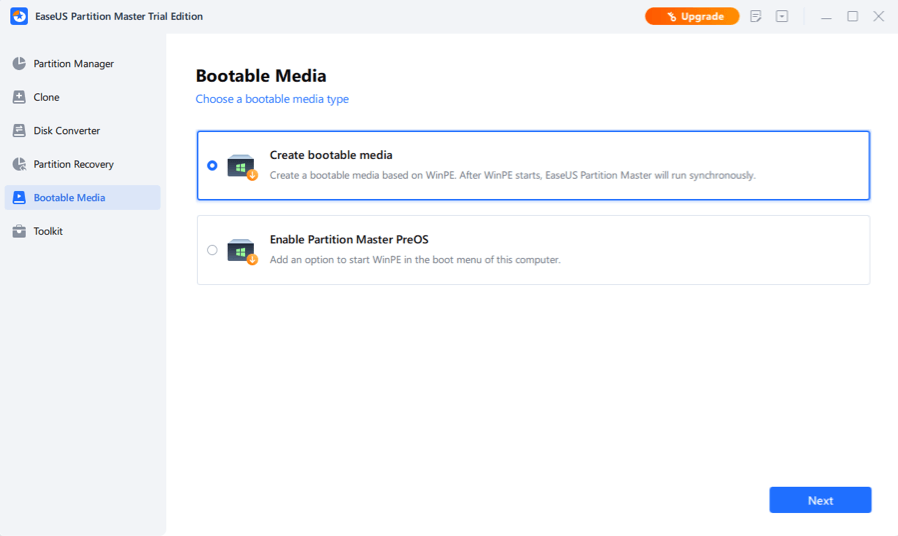 EaseUS Partition Master Trial Edition
Upgrade
Partition Manager
Clone
Disk Converter
Partition Recovery
Bootable Media
Toolkit
Bootable Media
Choose a bootable media type
Create bootable media
Create a bootable media based on WinPE. After WinPE starts, EaseUS Partition Master will run synchronously.
Enable Partition Master PreOS
Add an option to start WinPE in the boot menu of this computer.
Next